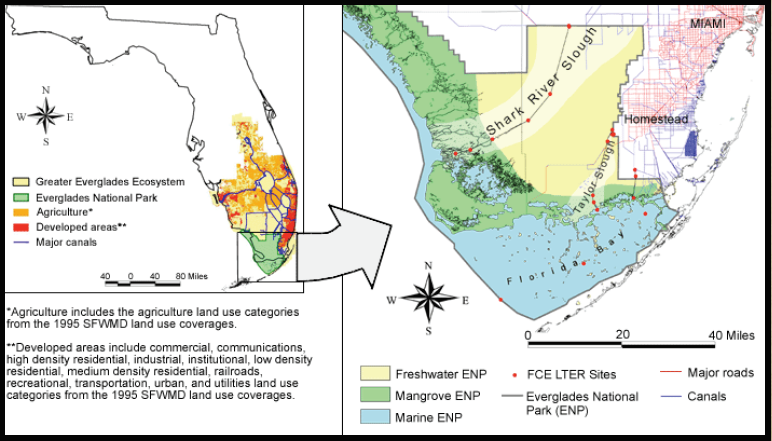 N
W E
S
Greater Everglades Ecosystem
Everglades National Park
Agriculture*
Developed areas**
Major canals
40 0 40 80 Miles
*Agriculture includes the agriculture land use categories
from the 1995 SFWMD land use coverages.
**Developed areas include commercial, communications,
high density residential, industrial, institutional, low density
residential, medium density residential, railroads,
recreational, transportation, urban, and utilities land use
categories from the 1995 SFWMD land use coverages.
MIAMI
Shark River Slough
Homestead
Taylor Slough
Florida Bay
N
W E
S
0 20 40 Miles
Freshwater ENP
Mangrove ENP
Marine ENP
FCE LTER Sites
Everglades National
Park (ENP)
Major roads
Canals